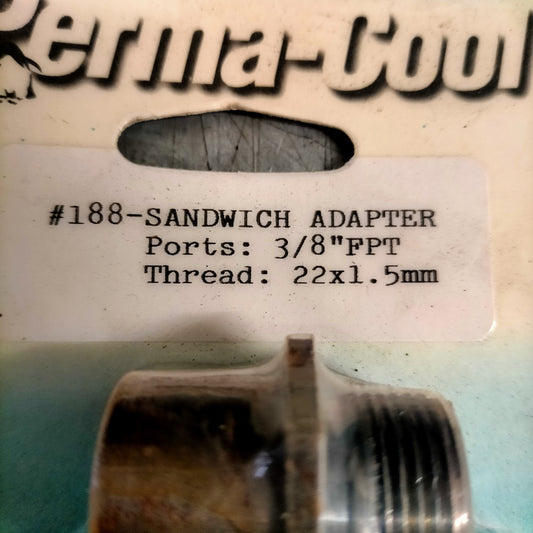 Perma-Cool
#188-SANDWICH ADAPTER
Ports: 3/8"FPT
Thread: 22x1.5mm